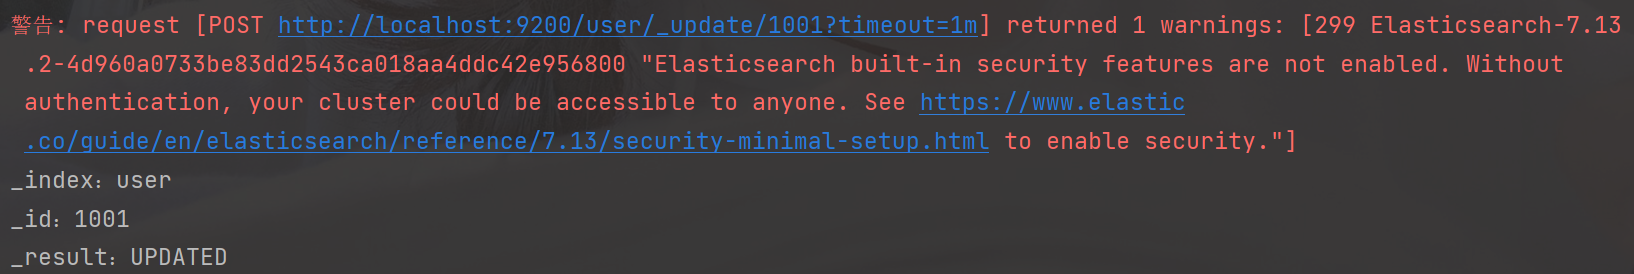 警告: request [POST http://localhost:9200/user/_update/1001?timeout=1m] returned 1 warnings: [299 Elasticsearch-7.13
.2-4d960a0733be83dd2543ca018aa4ddc42e956800 "Elasticsearch built-in security features are not enabled. Without
authentication, your cluster could be accessible to anyone. See https://www.elastic
.co/guide/en/elasticsearch/reference/7.13/security-minimal-setup.html to enable security."]
_index：user
_id：1001
_result：UPDATED